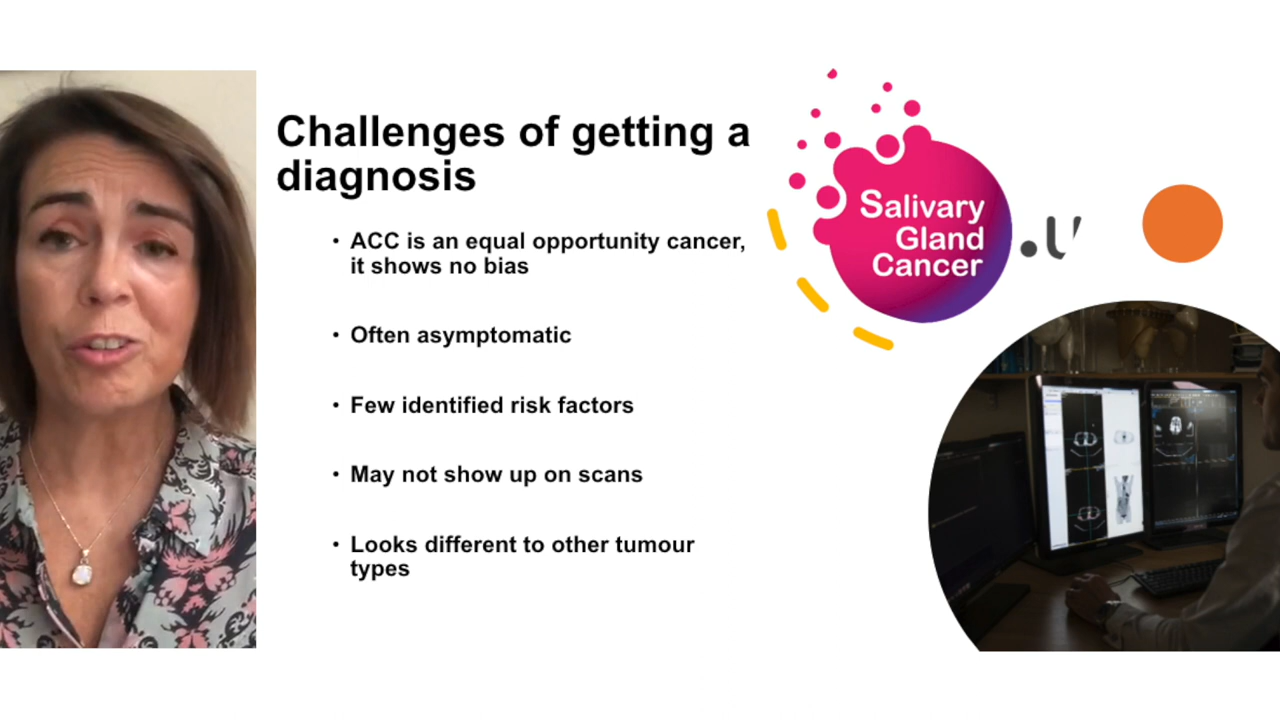 Challenges of getting a
diagnosis
• ACC is an equal opportunity cancer,
it shows no bias
• Often asymptomatic
• Few identified risk factors
• May not show up on scans
• Looks different to other tumour
types
Salivary
Gland
Cancer